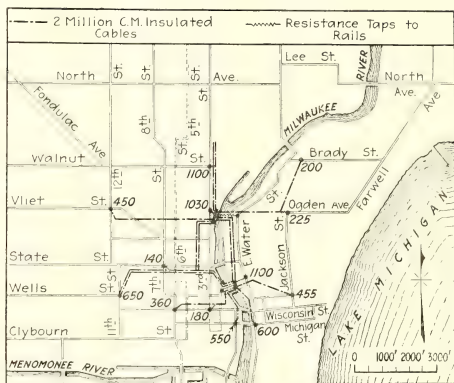 2 Million C.M. Insulated Cables
Resistance Taps to Rails
Lee St.
RIVER
North Ave.
North Ave.
Fondulac Ave
St.
8th St.
St.
5th St.
MILWAUKEE
Walnut St.
1100
Brady St.
200
12th St.
Farwell Ave
Vliet St. 450
1030
St.
Ogden Ave.
225
State St.
140
6th
3rd
E. Water
Jackson
1100
Wells St.
650
7th
455
360
180
Wisconsin St.
Michigan St.
Clybourn St.
11th
550
600
MENOMONEE RIVER
LAKE MICHIGAN
0 1000' 2000' 3000'